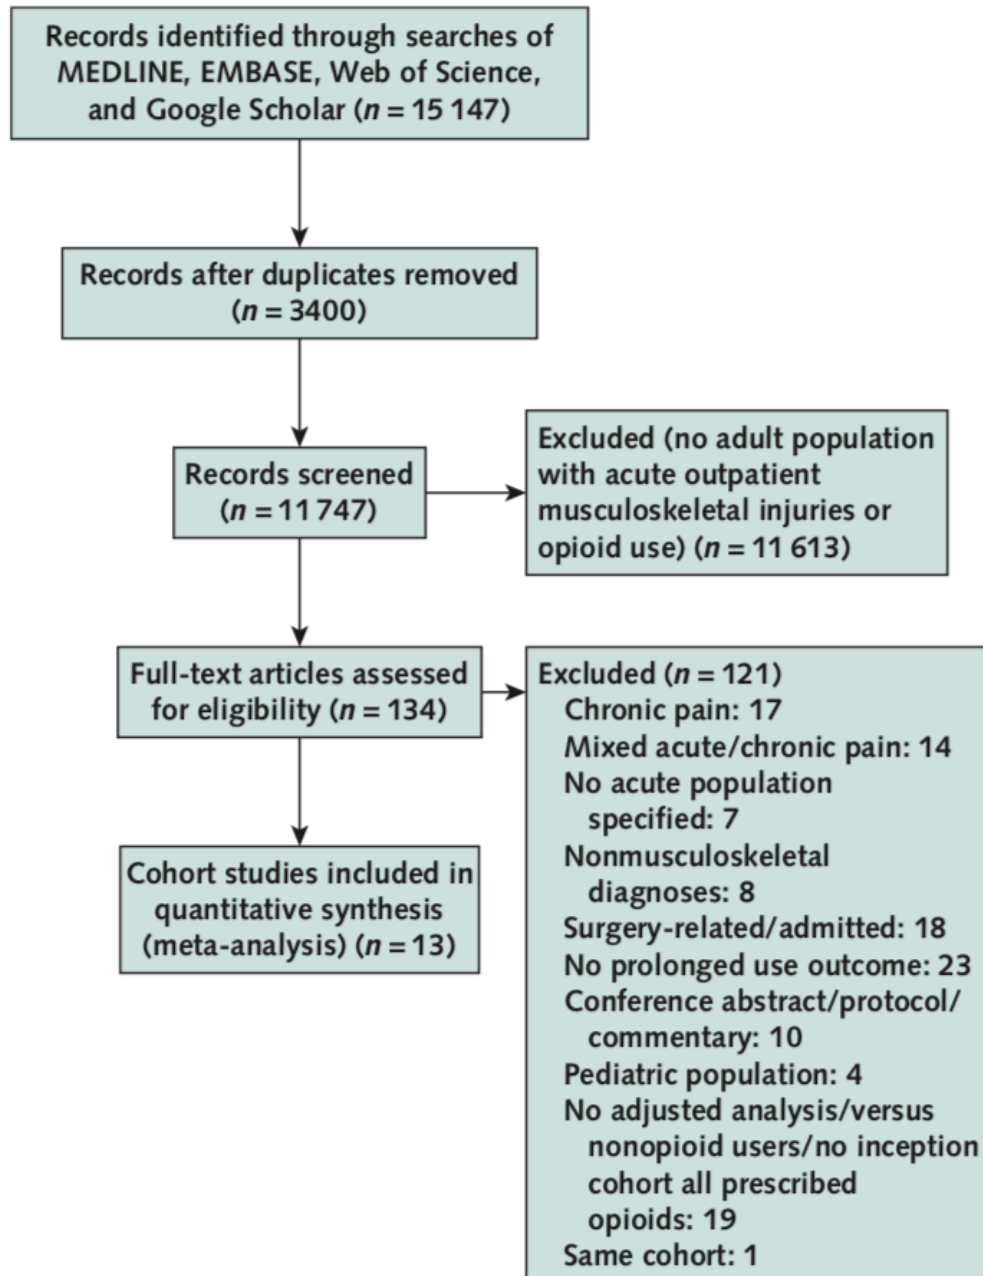 Records identified through searches of
MEDLINE, EMBASE, Web of Science,
and Google Scholar (n = 15 147)
Records after duplicates removed
(n = 3400)
Records screened
(n = 11 747)
Excluded (no adult population
with acute outpatient
musculoskeletal injuries or
opioid use) (n = 11 613)
Full-text articles assessed
for eligibility (n = 134)
Excluded (n = 121)
Chronic pain: 17
Mixed acute/chronic pain: 14
No acute population
specified: 7
Nonmusculoskeletal
diagnoses: 8
Surgery-related/admitted: 18
No prolonged use outcome: 23
Conference abstract/protocol/
commentary: 10
Pediatric population: 4
No adjusted analysis/versus
nonopioid users/no inception
cohort all prescribed
opioids: 19
Same cohort: 1
Cohort studies included in
quantitative synthesis
(meta-analysis) (n = 13)